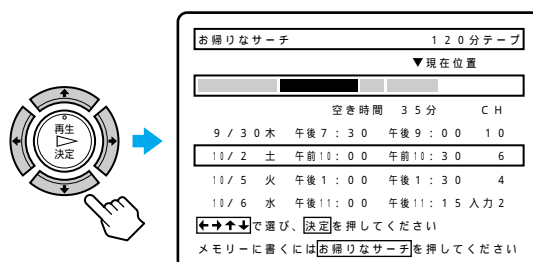 お帰りなサーチ 120分テープ
▼現在位置
空き時間 35分 CH
9/30木 午後7:30 午後9:00 10
10/2 土 午前10:00 午前10:30 6
10/5 火 午後1:00 午後1:30 4
10/6 水 午後11:00 午後11:15 入力2
←→↑↓で選び、決定を押してください
メモリーに書くにはお帰りなサーチを押してください
再生
決定